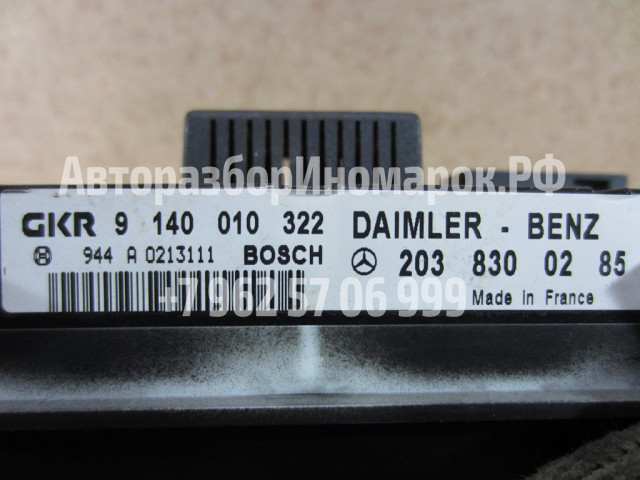 АвторазборИномарок.РФ
GKR 9 140 010 322 DAIMLER - BENZ
944 A 0213111 BOSCH 203 830 02 85
Made in France
+7 962 57 06 999